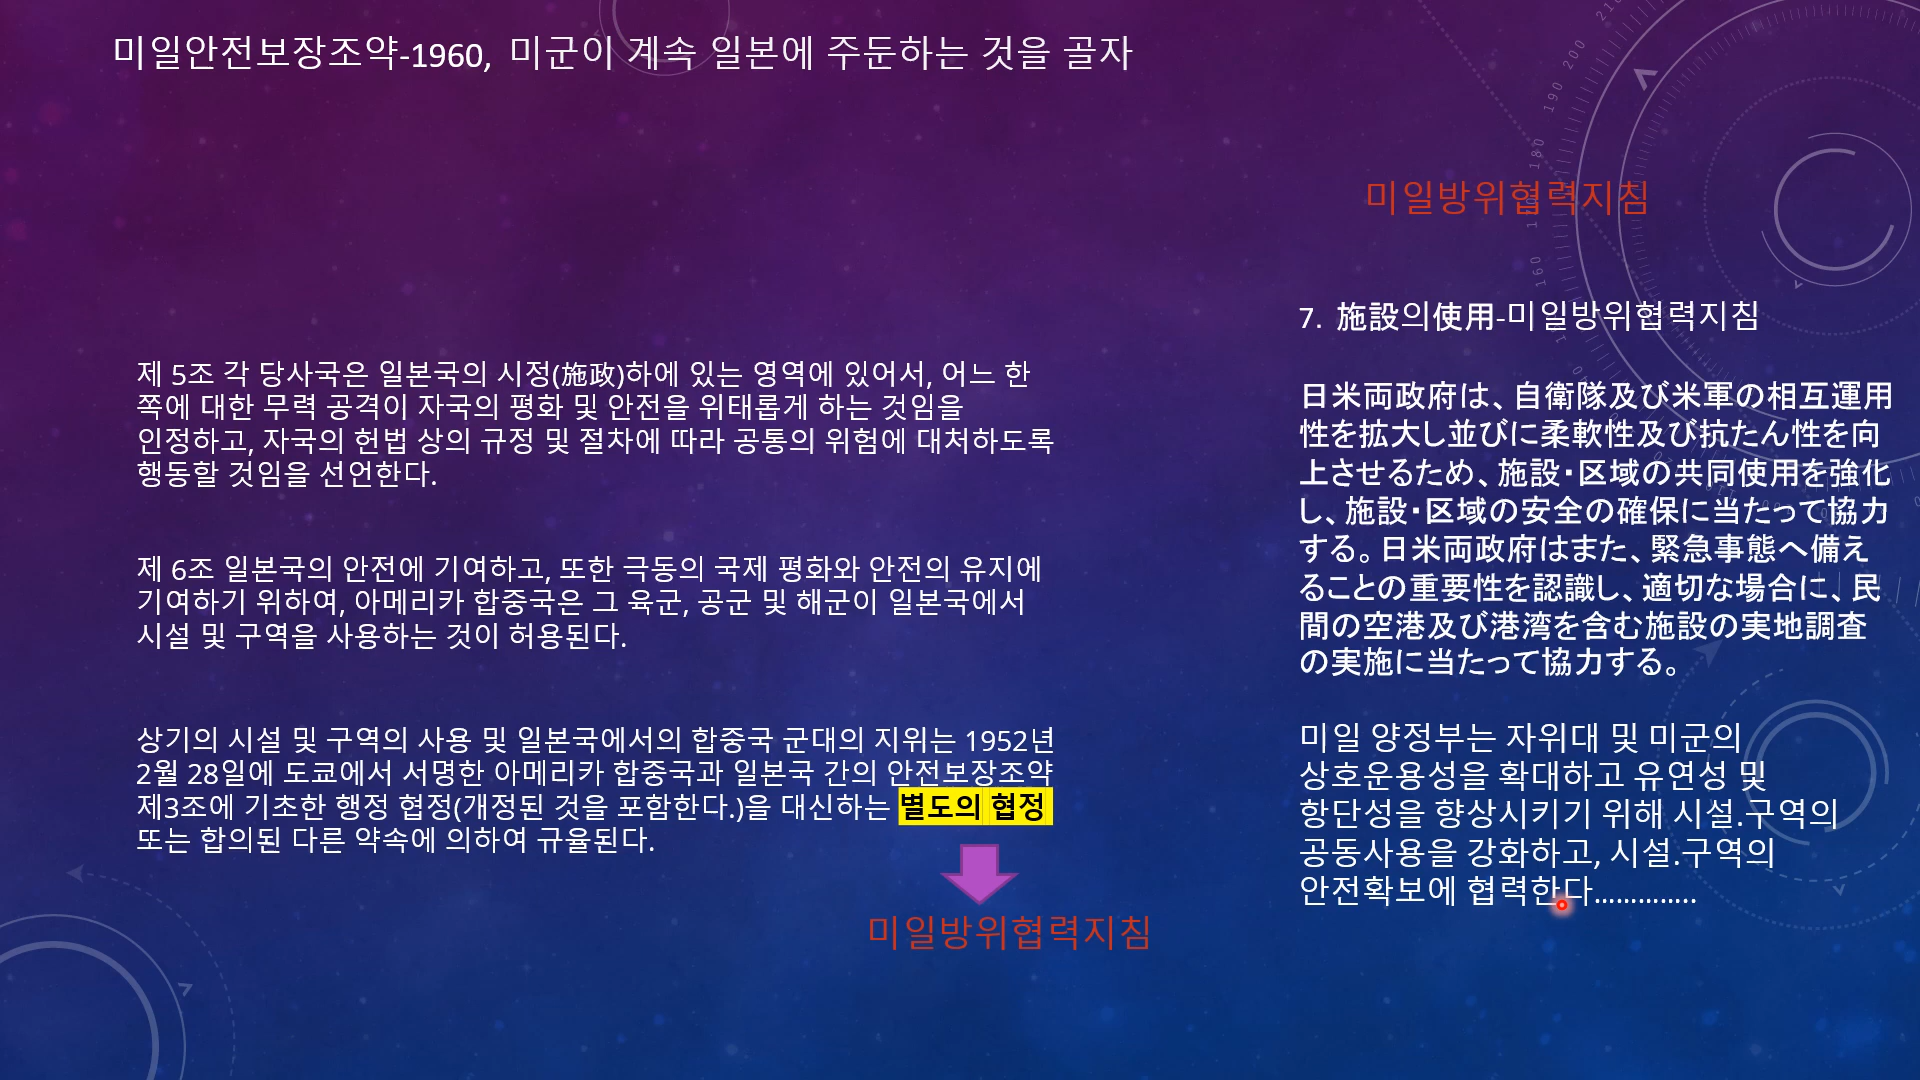 미일안전보장조약-1960, 미군이 계속 일본에 주둔하는 것을 골자
제 5조 각 당사국은 일본국의 시정(施政)하에 있는 영역에 있어서, 어느 한
쪽에 대한 무력 공격이 자국의 평화 및 안전을 위태롭게 하는 것임을
인정하고, 자국의 헌법 상의 규정 및 절차에 따라 공통의 위험에 대처하도록
행동할 것임을 선언한다.
제 6조 일본국의 안전에 기여하고, 또한 극동의 국제 평화와 안전의 유지에
기여하기 위하여, 아메리카 합중국은 그 육군, 공군 및 해군이 일본국에서
시설 및 구역을 사용하는 것이 허용된다.
상기의 시설 및 구역의 사용 및 일본국에서의 합중국 군대의 지위는 1952년
2월 28일에 도쿄에서 서명한 아메리카 합중국과 일본국 간의 안전보장조약
제3조에 기초한 행정 협정(개정된 것을 포함한다.)을 대신하는 별도의 협정
또는 합의된 다른 약속에 의하여 규율된다.
미일방위협력지침
미일방위협력지침
7. 施設의使用-미일방위협력지침
日米両政府は、自衛隊及び米軍の相互運用
性を拡大し並びに柔軟性及び抗たん性を向
上させるため、施設・区域の共同使用を強化
し、施設・区域の安全の確保に当たって協力
する。日米両政府はまた、緊急事態へ備え
ることの重要性を認識し、適切な場合に、民
間の空港及び港湾を含む施設の実地調査
の実施に当たって協力する。
미일 양정부는 자위대 및 미군의
상호운용성을 확대하고 유연성 및
항단성을 향상시키기 위해 시설.구역의
공동사용을 강화하고, 시설.구역의
안전확보에 협력한다..............
210
200
190
180
160